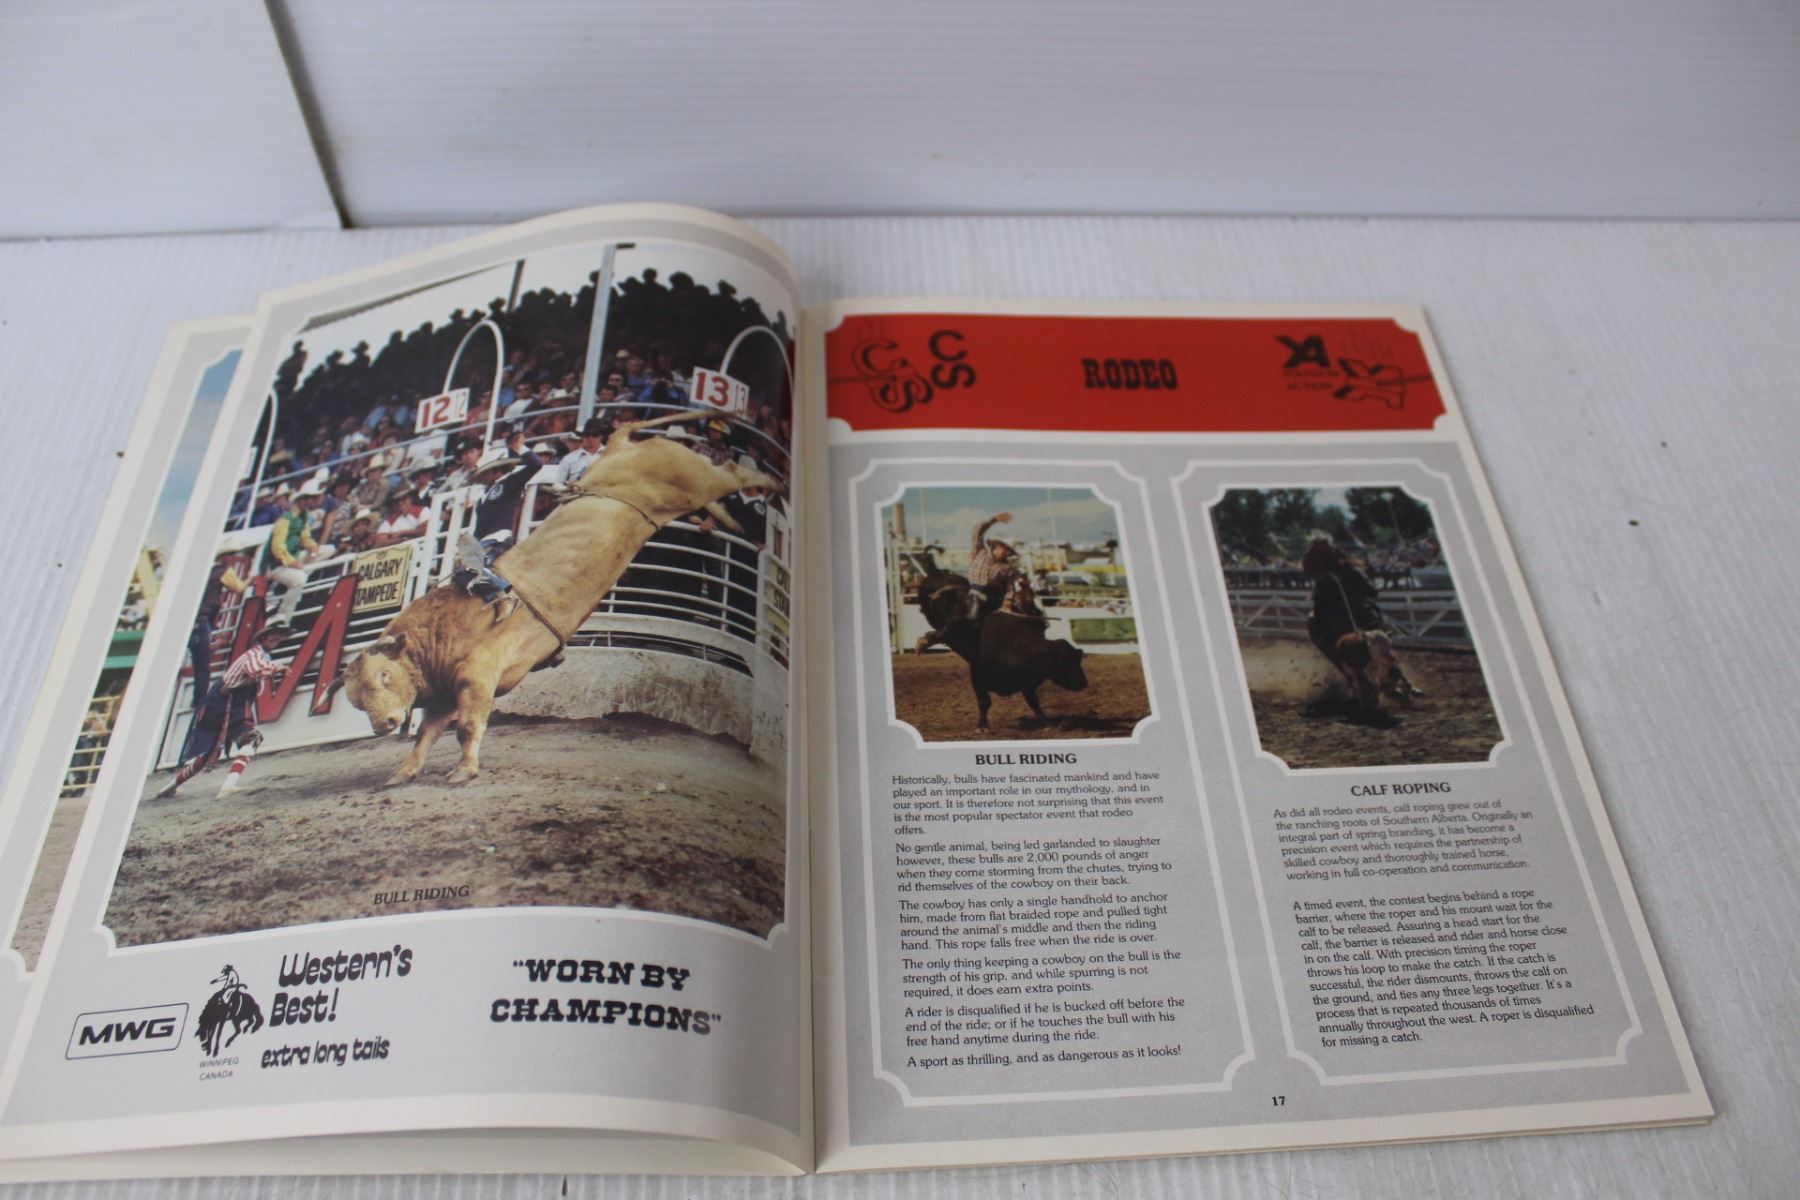 12 12
13 13
CALGARY
STAMPEDE
BULL RIDING
MWG
WINNIPEG
CANADA
Western's
Best!
extra long tails
"WORN BY
CHAMPIONS"
CS
RODEO
YA
YOUTH IN
ACTION
BULL RIDING
Historically, bulls have fascinated mankind and have
played an important role in our mythology, and in
our sport. It is therefore not surprising that this event
is the most popular spectator event that rodeo
offers.
No gentle animal, being led garlanded to slaughter
however, these bulls are 2,000 pounds of anger
when they come storming from the chutes, trying to
rid themselves of the cowboy on their back.
The cowboy has only a single handhold to anchor
him, made from flat braided rope and pulled tight
around the animal's middle and then the riding
hand. This rope falls free when the ride is over.
The only thing keeping a cowboy on the bull is the
strength of his grip, and while spurring is not
required, it does earn extra points.
A rider is disqualified if he is bucked off before the
end of the ride; or if he touches the bull with his
free hand anytime during the ride.
A sport as thrilling, and as dangerous as it looks!
CALF ROPING
As did all rodeo events, calf roping grew out of
the ranching roots of Southern Alberta. Originally an
integral part of spring branding, it has become a
precision event which requires the partnership of
skilled cowboy and thoroughly trained horse,
working in full co-operation and communication.
A timed event, the contest begins behind a rope
barrier, where the roper and his mount wait for the
calf to be released. Assuring a head start for the
calf, the barrier is released and rider and horse close
in on the calf. With precision timing the roper
throws his loop to make the catch. If the catch is
successful, the rider dismounts, throws the calf on
the ground, and ties any three legs together. It's a
process that is repeated thousands of times
annually throughout the west. A roper is disqualified
for missing a catch.
17